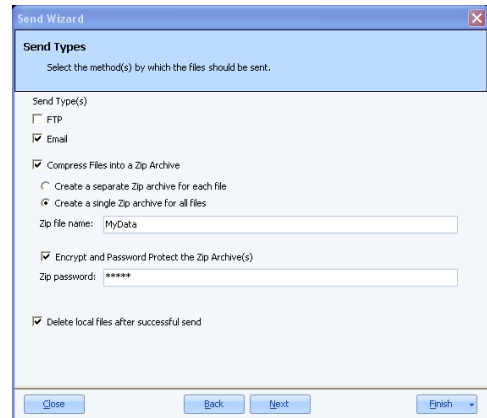 Send Wizard
Send Types
Select the method(s) by which the files should be sent.
Send Type(s)
FTP
Email
Compress Files into a Zip Archive
Create a separate Zip archive for each file
Create a single Zip archive for all files
Zip file name: MyData
Encrypt and Password Protect the Zip Archive(s)
Zip password: *****
Delete local files after successful send
Close Back Next Finish